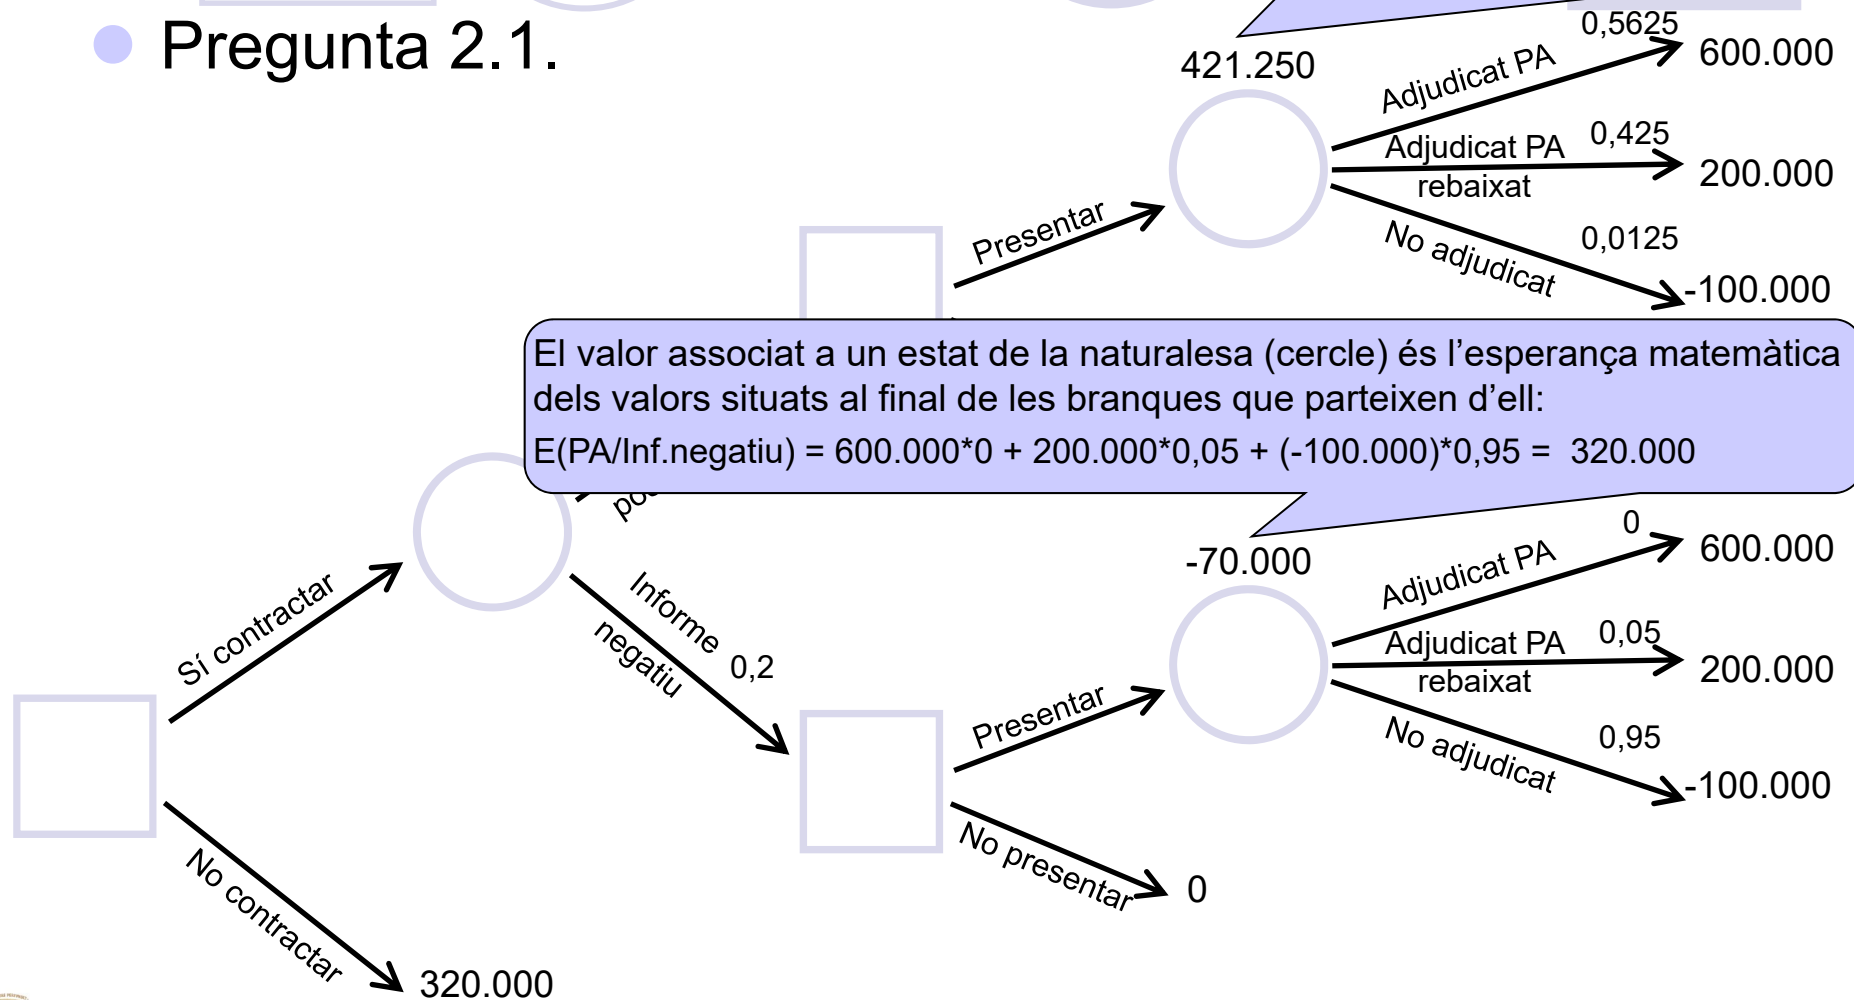 Pregunta 2.1.
421.250
Adjudicat PA
0,5625
600.000
Adjudicat PA
rebaixat
0,425
200.000
No adjudicat
0,0125
-100.000
Presentar
El valor associat a un estat de la naturalesa (cercle) és l’esperança matemàtica
dels valors situats al final de les branques que parteixen d’ell:
E(PA/Inf.negatiu) = 600.000*0 + 200.000*0,05 + (-100.000)*0,95 = 320.000
Sí contractar
Informe
negatiu
0,2
-70.000
Adjudicat PA
0
600.000
Adjudicat PA
rebaixat
0,05
200.000
No adjudicat
0,95
-100.000
Presentar
No presentar
0
No contractar
320.000